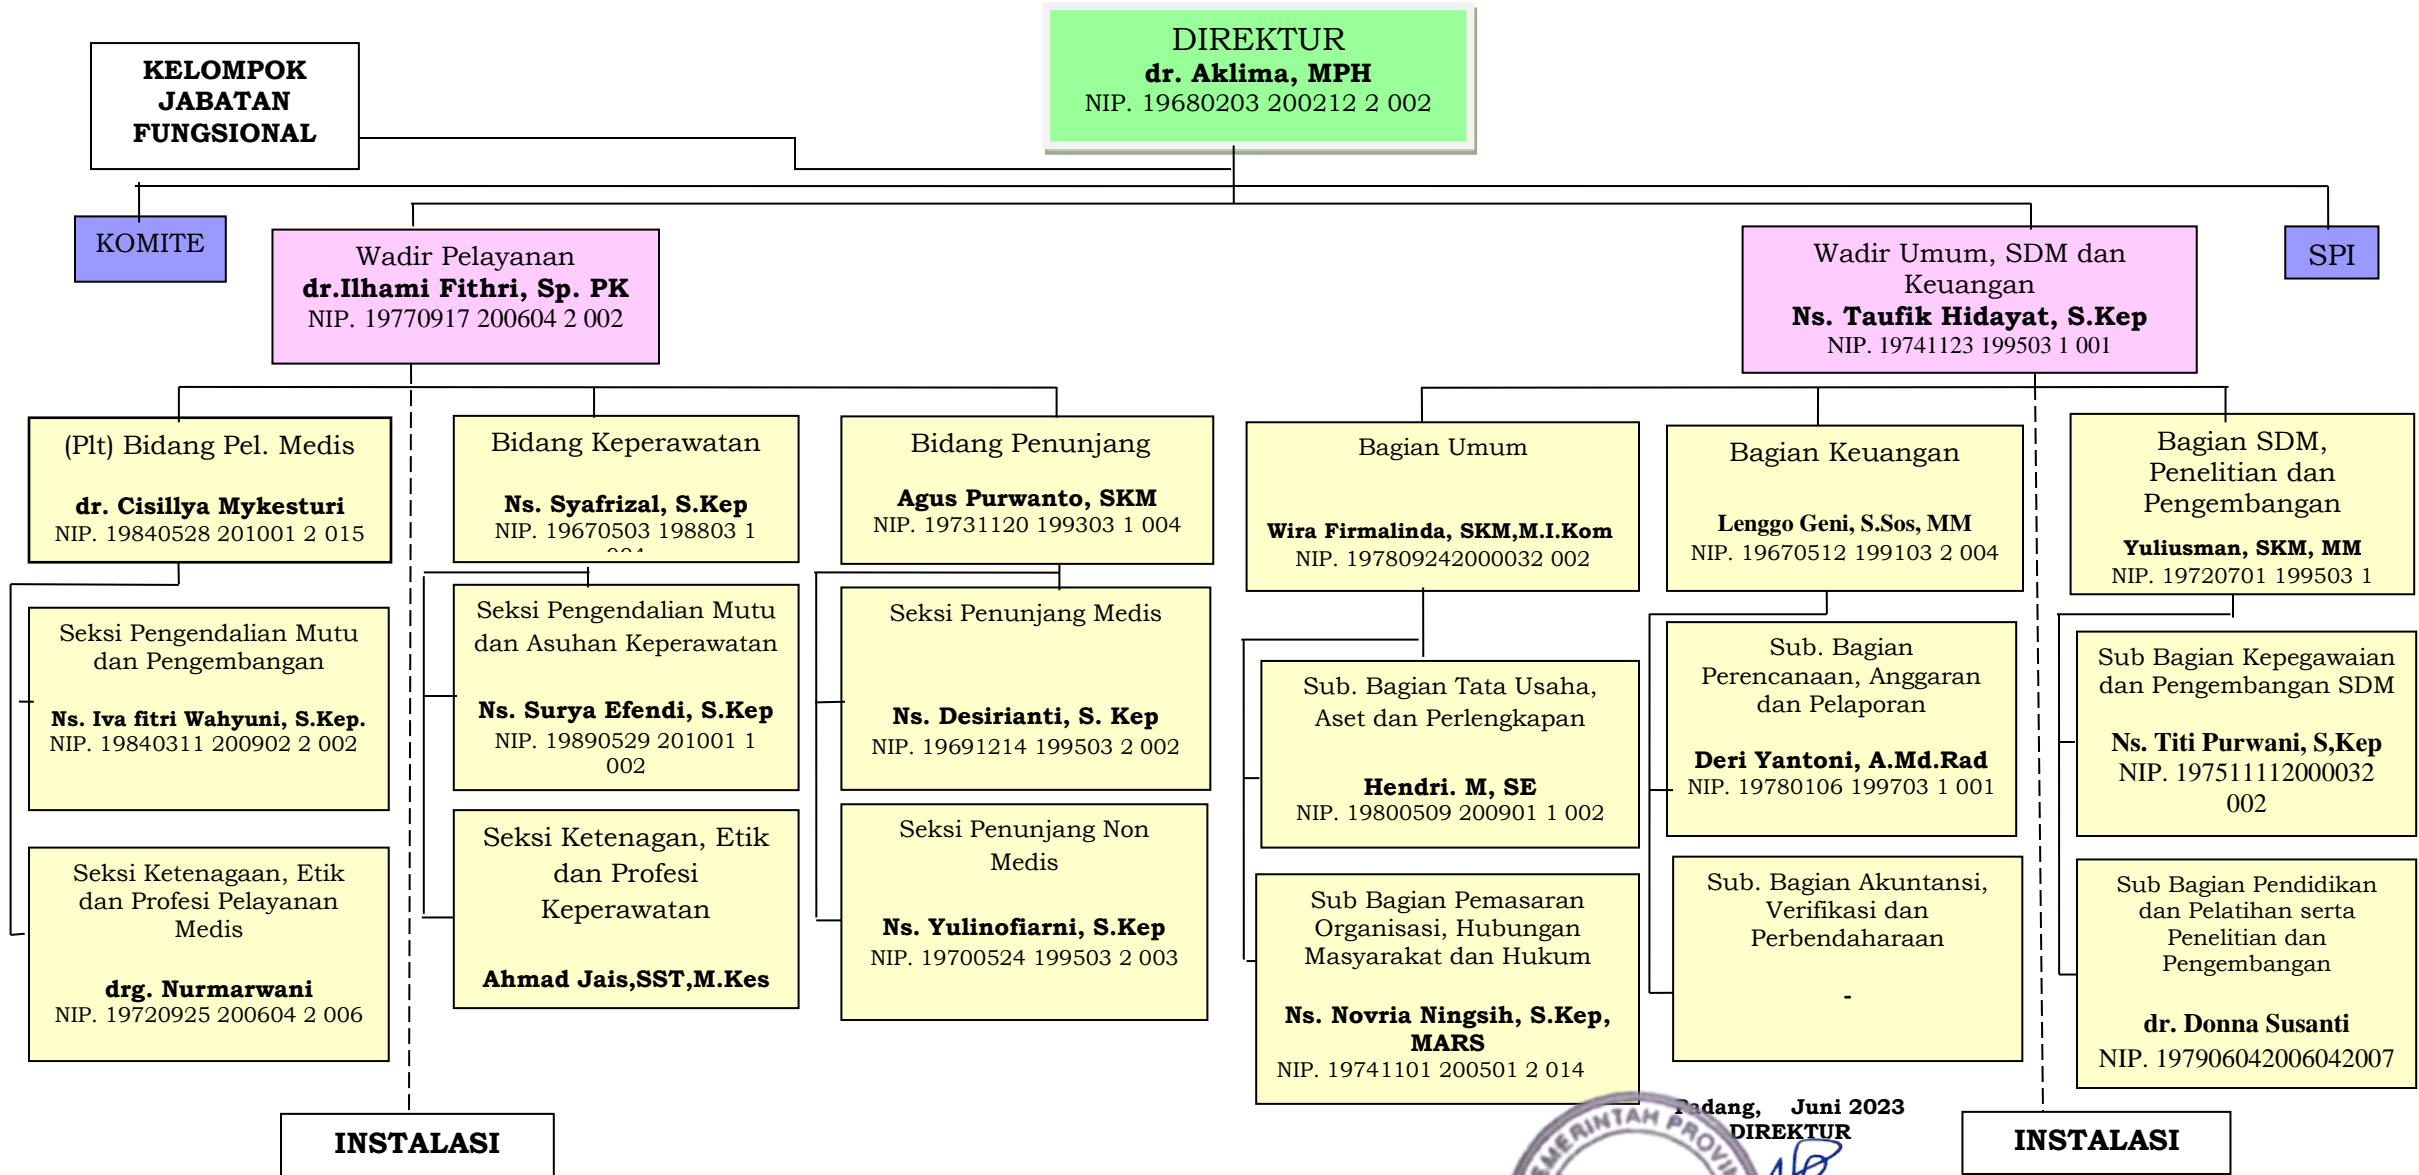 DIREKTUR
dr. Aklima, MPH
NIP. 19680203 200212 2 002
KELOMPOK
JABATAN
FUNGSIONAL
KOMITE
Wadir Pelayanan
dr.Ilhami Fithri, Sp. PK
NIP. 19770917 200604 2 002
Wadir Umum, SDM dan
Keuangan
Ns. Taufik Hidayat, S.Kep
NIP. 19741123 199503 1 001
SPI
(Plt) Bidang Pel. Medis
dr. Cisillya Mykesturi
NIP. 19840528 201001 2 015
Bidang Keperawatan
Ns. Syafrizal, S.Kep
NIP. 19670503 198803 1
Bidang Penunjang
Agus Purwanto, SKM
NIP. 19731120 199303 1 004
Bagian Umum
Wira Firmalinda, SKM,M.I.Kom
NIP. 197809242000032 002
Bagian Keuangan
Lenggo Geni, S.Sos, MM
NIP. 19670512 199103 2 004
Bagian SDM,
Penelitian dan
Pengembangan
Yuliusman, SKM, MM
NIP. 19720701 199503 1
Seksi Pengendalian Mutu
dan Pengembangan
Ns. Iva fitri Wahyuni, S.Kep.
NIP. 19840311 200902 2 002
Seksi Pengendalian Mutu
dan Asuhan Keperawatan
Ns. Surya Efendi, S.Kep
NIP. 19890529 201001 1
002
Seksi Penunjang Medis
Ns. Desirianti, S. Kep
NIP. 19691214 199503 2 002
Sub. Bagian Tata Usaha,
Aset dan Perlengkapan
Hendri. M, SE
NIP. 19800509 200901 1 002
Sub. Bagian
Perencanaan, Anggaran
dan Pelaporan
Deri Yantoni, A.Md.Rad
NIP. 19780106 199703 1 001
Sub Bagian Kepegawaian
dan Pengembangan SDM
Ns. Titi Purwani, S,Kep
NIP. 197511112000032
002
Seksi Ketenagaan, Etik
dan Profesi Pelayanan
Medis
drg. Nurmarwani
NIP. 19720925 200604 2 006
Seksi Ketenagan, Etik
dan Profesi
Keperawatan
Ahmad Jais,SST,M.Kes
Seksi Penunjang Non
Medis
Ns. Yulinofiarni, S.Kep
NIP. 19700524 199503 2 003
Sub Bagian Pemasaran
Organisasi, Hubungan
Masyarakat dan Hukum
Ns. Novria Ningsih, S.Kep,
MARS
NIP. 19741101 200501 2 014
Sub. Bagian Akuntansi,
Verifikasi dan
Perbendaharaan
-
Sub Bagian Pendidikan
dan Pelatihan serta
Penelitian dan
Pengembangan
dr. Donna Susanti
NIP. 197906042006042007
INSTALASI
Padang, Juni 2023
DIREKTUR
INSTALASI